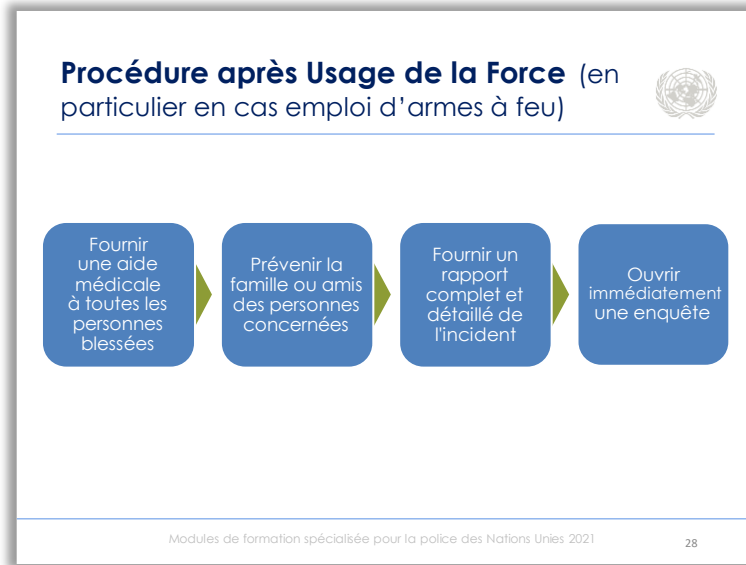 Procédure après Usage de la Force (en
particulier en cas emploi d’armes à feu)
Fournir
une aide
médicale
à toutes les
personnes
blessées
Prévenir la
famille ou amis
des personnes
concernées
Fournir un
rapport
complet et
détaillé de
l'incident
Ouvrir
immédiatement
une enquête
Modules de formation spécialisée pour la police des Nations Unies 2021
28